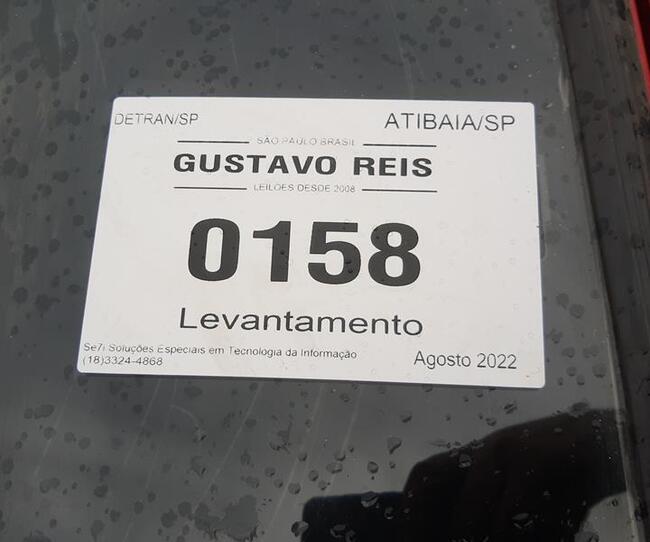 DETRAN/SP
ATIBAIA/SP
SÃO PAULO BRASIL
GUSTAVO REIS
LEILÕES DESDE 2008
0158
Levantamento
Se7i Soluções Especiais em Tecnologia da Informação
(18)3324-4868
Agosto 2022